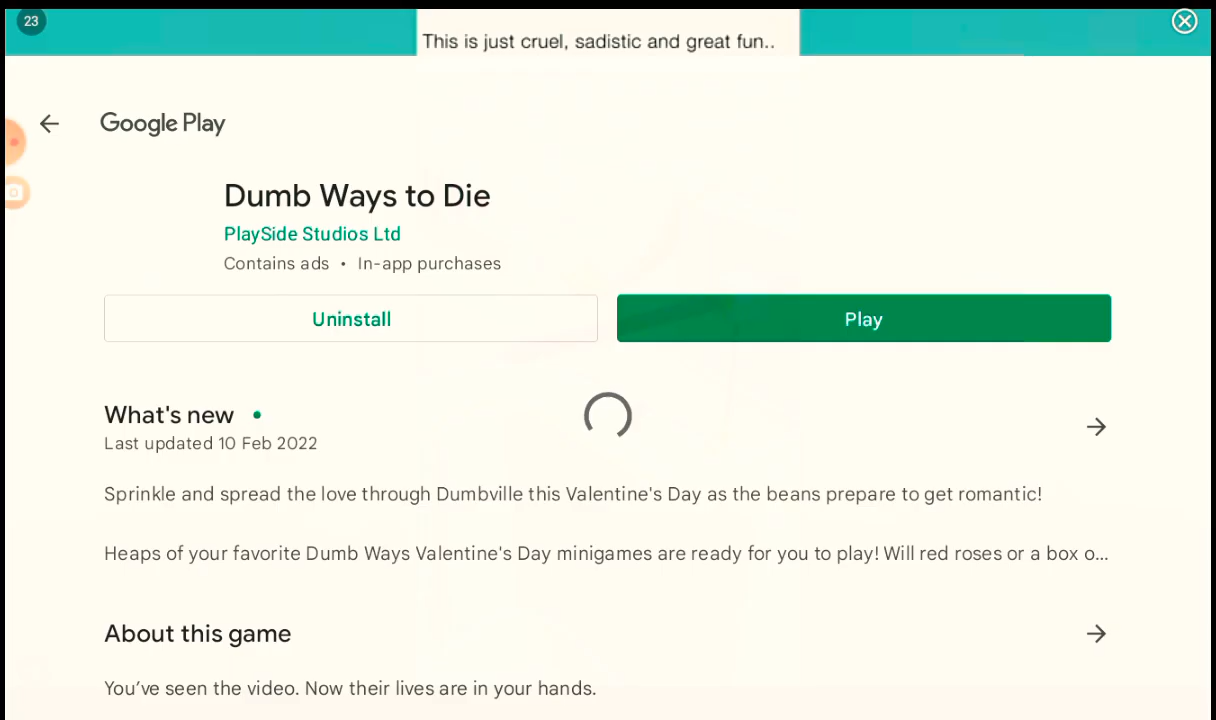 23
This is just cruel, sadistic and great fun..
Google Play
Dumb Ways to Die
PlaySide Studios Ltd
Contains ads • In-app purchases
Uninstall
Play
What's new •
Last updated 10 Feb 2022
Sprinkle and spread the love through Dumbville this Valentine's Day as the beans prepare to get romantic!
Heaps of your favorite Dumb Ways Valentine's Day minigames are ready for you to play! Will red roses or a box o...
About this game
You’ve seen the video. Now their lives are in your hands.